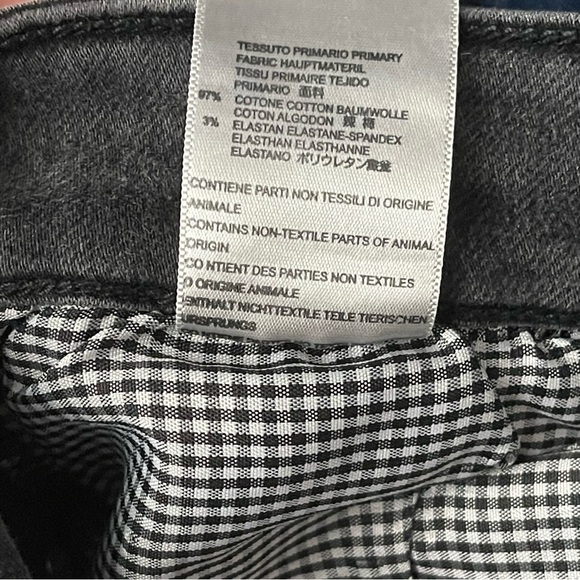 TESSUTO PRIMARIO PRIMARY
FABRIC HAUPTMATERIL
TISSU PRIMAIRE TEJIDO
PRIMARIO 面料
97% COTONE COTTON BAUMWOLLE
COTON ALGODON 綿 棉
3% ELASTAN ELASTANE-SPANDEX
ELASTHAN ELASTHANNE
ELASTANO ポリウレタン
CONTIENE PARTI NON TESSILI DI ORIGINE
ANIMALE
CONTAINS NON-TEXTILE PARTS OF ANIMAL
ORIGIN
CO NTIENT DES PARTIES NON TEXTILES
D ORIGINE ANIMALE
ENTHALT NICHTTEXTILE TEILE TIERISCHEN
URSPRUNGS